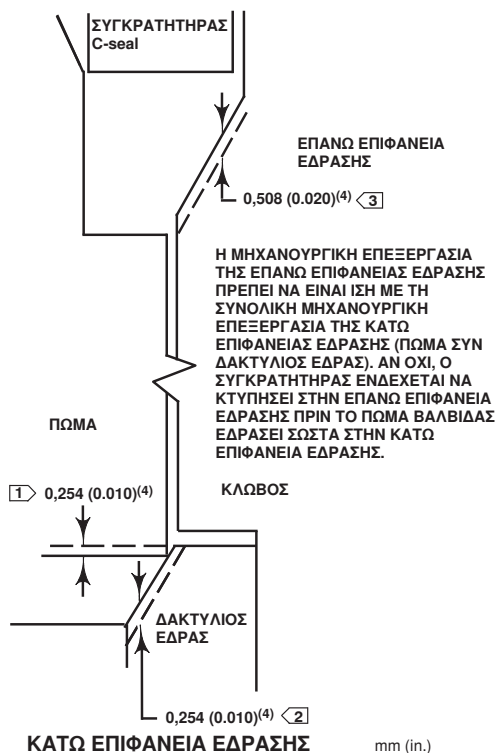 ΣΥΓΚΡΑΤΗΤΗΡΑΣ
C-seal
ΕΠΑΝΩ ΕΠΙΦΑΝΕΙΑ
ΕΔΡΑΣΗΣ
0,508 (0.020)(4) 3
Η ΜΗΧΑΝΟΥΡΓΙΚΗ ΕΠΕΞΕΡΓΑΣΙΑ
ΤΗΣ ΕΠΑΝΩ ΕΠΙΦΑΝΕΙΑΣ ΕΔΡΑΣΗΣ
ΠΡΕΠΕΙ ΝΑ ΕΙΝΑΙ ΙΣΗ ΜΕ ΤΗ
ΣΥΝΟΛΙΚΗ ΜΗΧΑΝΟΥΡΓΙΚΗ
ΕΠΕΞΕΡΓΑΣΙΑ ΤΗΣ ΚΑΤΩ
ΕΠΙΦΑΝΕΙΑΣ ΕΔΡΑΣΗΣ (ΠΩΜΑ ΣΥΝ
ΔΑΚΤΥΛΙΟΣ ΕΔΡΑΣ). ΑΝ ΟΧΙ, Ο
ΣΥΓΚΡΑΤΗΤΗΡΑΣ ΕΝΔΕΧΕΤΑΙ ΝΑ
ΚΤΥΠΗΣΕΙ ΣΤΗΝ ΕΠΑΝΩ ΕΠΙΦΑΝΕΙΑ
ΕΔΡΑΣΗΣ ΠΡΙΝ ΤΟ ΠΩΜΑ ΒΑΛΒΙΔΑΣ
ΕΔΡΑΣΕΙ ΣΩΣΤΑ ΣΤΗΝ ΚΑΤΩ
ΕΠΙΦΑΝΕΙΑ ΕΔΡΑΣΗΣ.
ΠΩΜΑ
1 0,254 (0.010)(4)
ΚΛΩΒΟΣ
ΔΑΚΤΥΛΙΟΣ
ΕΔΡΑΣ
0,254 (0.010)(4) 2
ΚΑΤΩ ΕΠΙΦΑΝΕΙΑ ΕΔΡΑΣΗΣ
mm (in.)